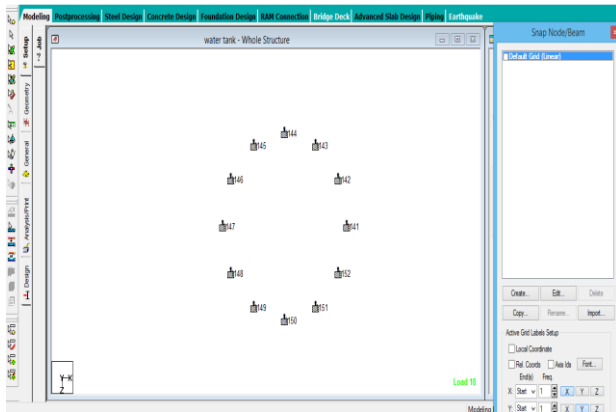 Modeling Postprocessing Steel Design Concrete Design Foundation Design RAM Connection Bridge Deck Advanced Slab Design Piping Earthquake
Snap Node/Beam
Setup
Job
water tank - Whole Structure
Default Grid (Linear)
Geometry
General
Analysis/Print
Design
144
145
143
146
142
147
141
148
152
149
151
150
Create... Edit... Delete
Copy... Rename... Import...
Active Grid Labels Setup
Local Coordinate
Rel. Coords Axis Ids Font...
End(s) Freq.
X: Start 1 X Y Z
Y: Start 1 X Y Z
Y X
Z
Load 18
Modeling